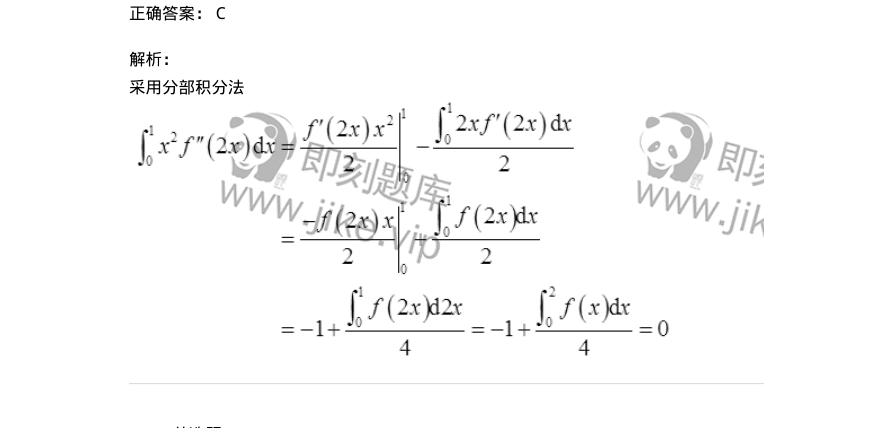 正确答案： C
解析：
采用分部积分法
∫₀¹ x² f″(2x)dx = f′(2x)x²/2 |₀¹ − ∫₀¹ 2xf′(2x)dx/2
= −f(2x)x/2 |₀¹ + ∫₀¹ f(2x)dx/2
= −1+ ∫₀¹ f(2x)d2x/4 = −1+ ∫₀² f(x)dx/4 = 0
即刻题库
www.jike.vip
即刻
www.jik